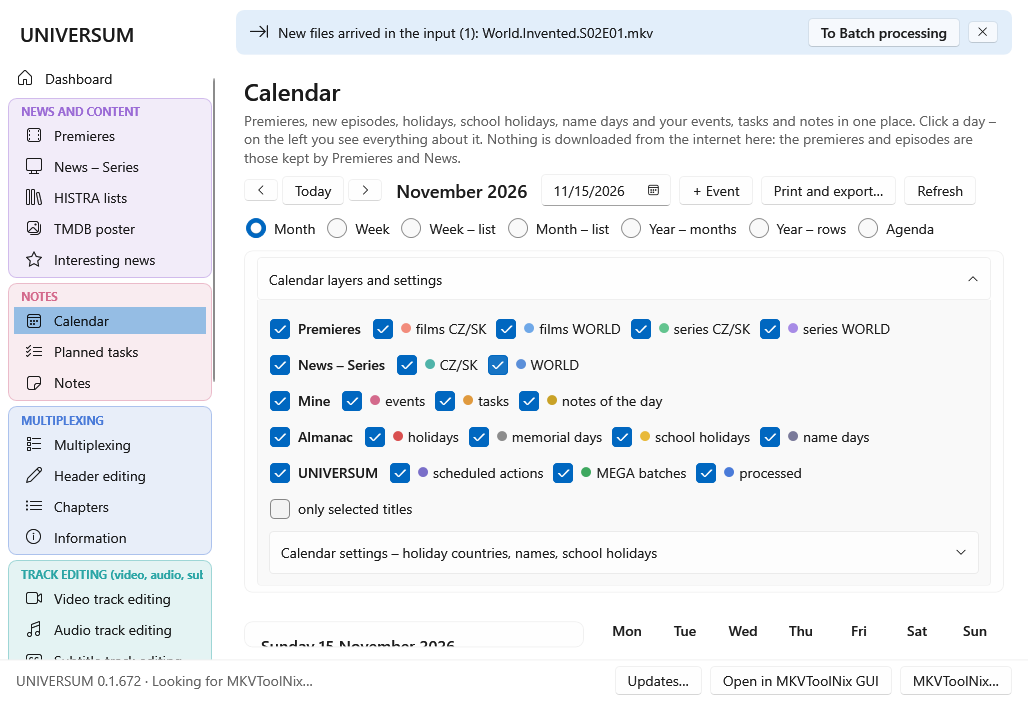 UNIVERSUM
New files arrived in the input (1): World.Invented.S02E01.mkv
To Batch processing
Dashboard
NEWS AND CONTENT
Premieres
News – Series
HISTRA lists
TMDB poster
Interesting news
NOTES
Calendar
Planned tasks
Notes
MULTIPLEXING
Multiplexing
Header editing
Chapters
Information
TRACK EDITING (video, audio, sub
Video track editing
Audio track editing
Subtitle track editing
Calendar
Premieres, new episodes, holidays, school holidays, name days and your events, tasks and notes in one place. Click a day –
on the left you see everything about it. Nothing is downloaded from the internet here: the premieres and episodes are
those kept by Premieres and News.
Today November 2026 11/15/2026 + Event Print and export... Refresh
Month Week Week – list Month – list Year – months Year – rows Agenda
Calendar layers and settings
Premieres films CZ/SK films WORLD series CZ/SK series WORLD
News – Series CZ/SK WORLD
Mine events tasks notes of the day
Almanac holidays memorial days school holidays name days
UNIVERSUM scheduled actions MEGA batches processed
only selected titles
Calendar settings – holiday countries, names, school holidays
Sunday 15 November 2026
Mon Tue Wed Thu Fri Sat Sun
UNIVERSUM 0.1.672 · Looking for MKVToolNix...
Updates... Open in MKVToolNix GUI MKVToolNix...